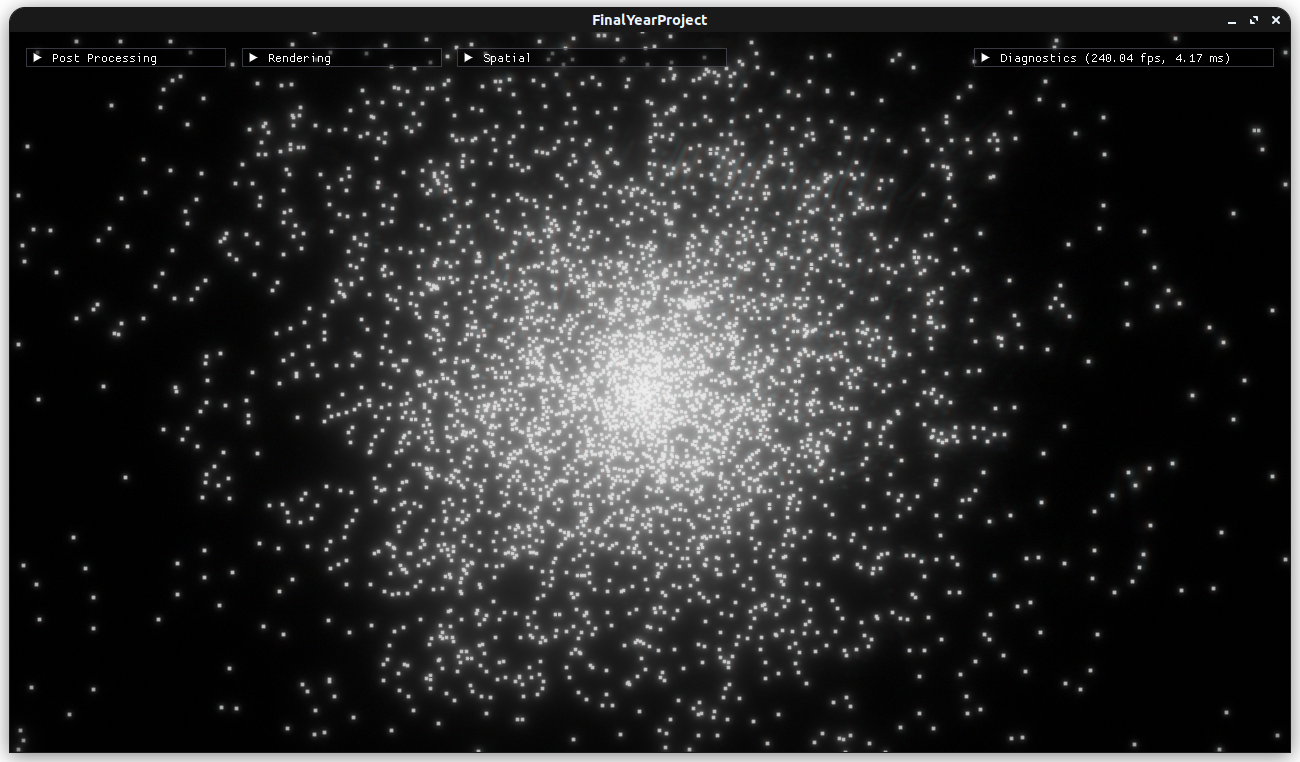 FinalYearProject
Post Processing
Rendering
Spatial
Diagnostics (240.04 fps, 4.17 ms)